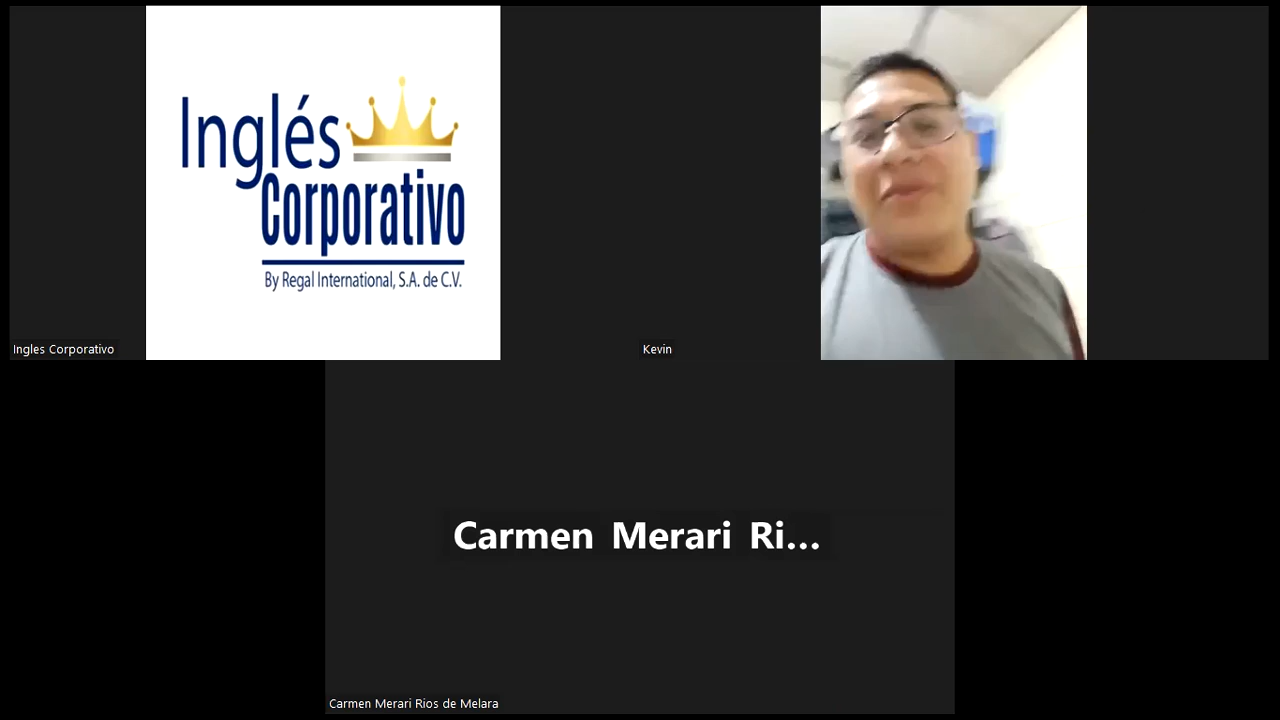 Inglés
Corporativo
By Regal International, S.A. de C.V.
Ingles Corporativo
Kevin
Carmen Merari Ri...
Carmen Merari Rios de Melara